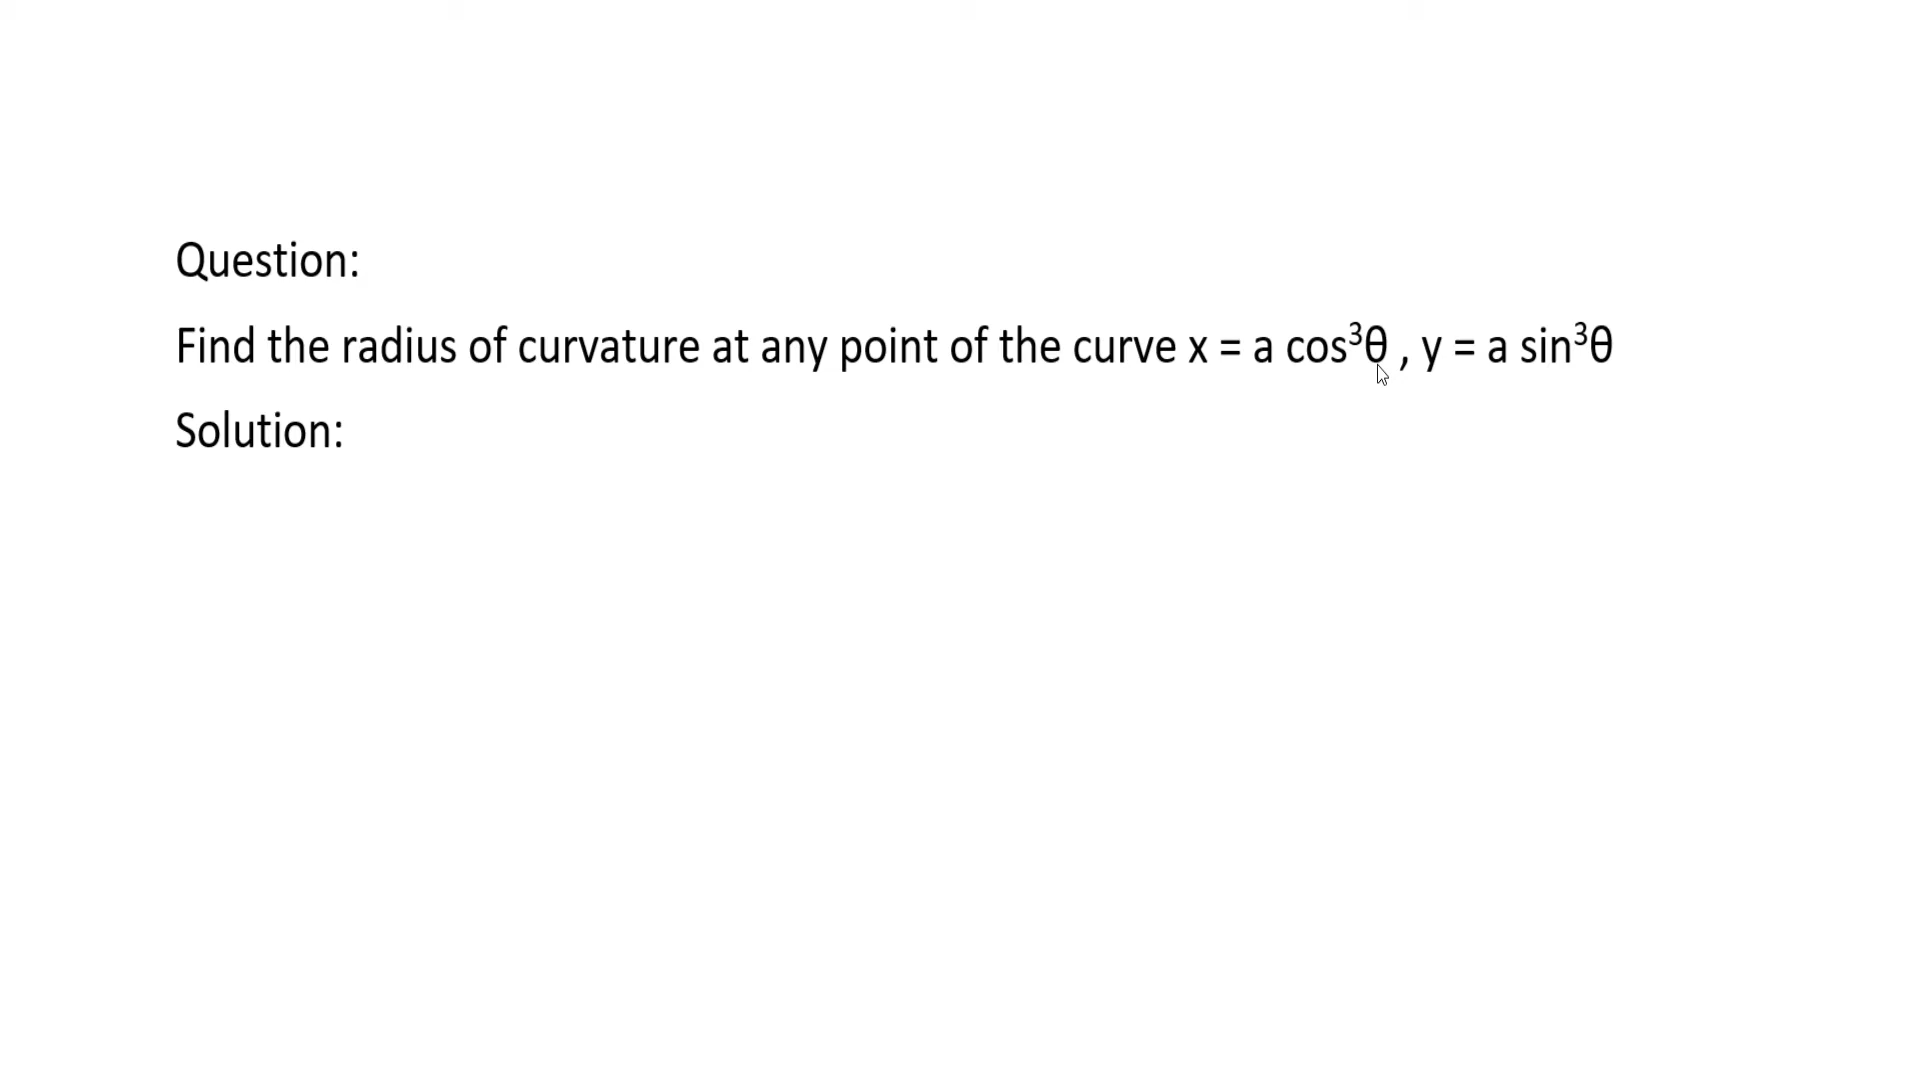 Question:
Find the radius of curvature at any point of the curve x = a cos³θ , y = a sin³θ
Solution: